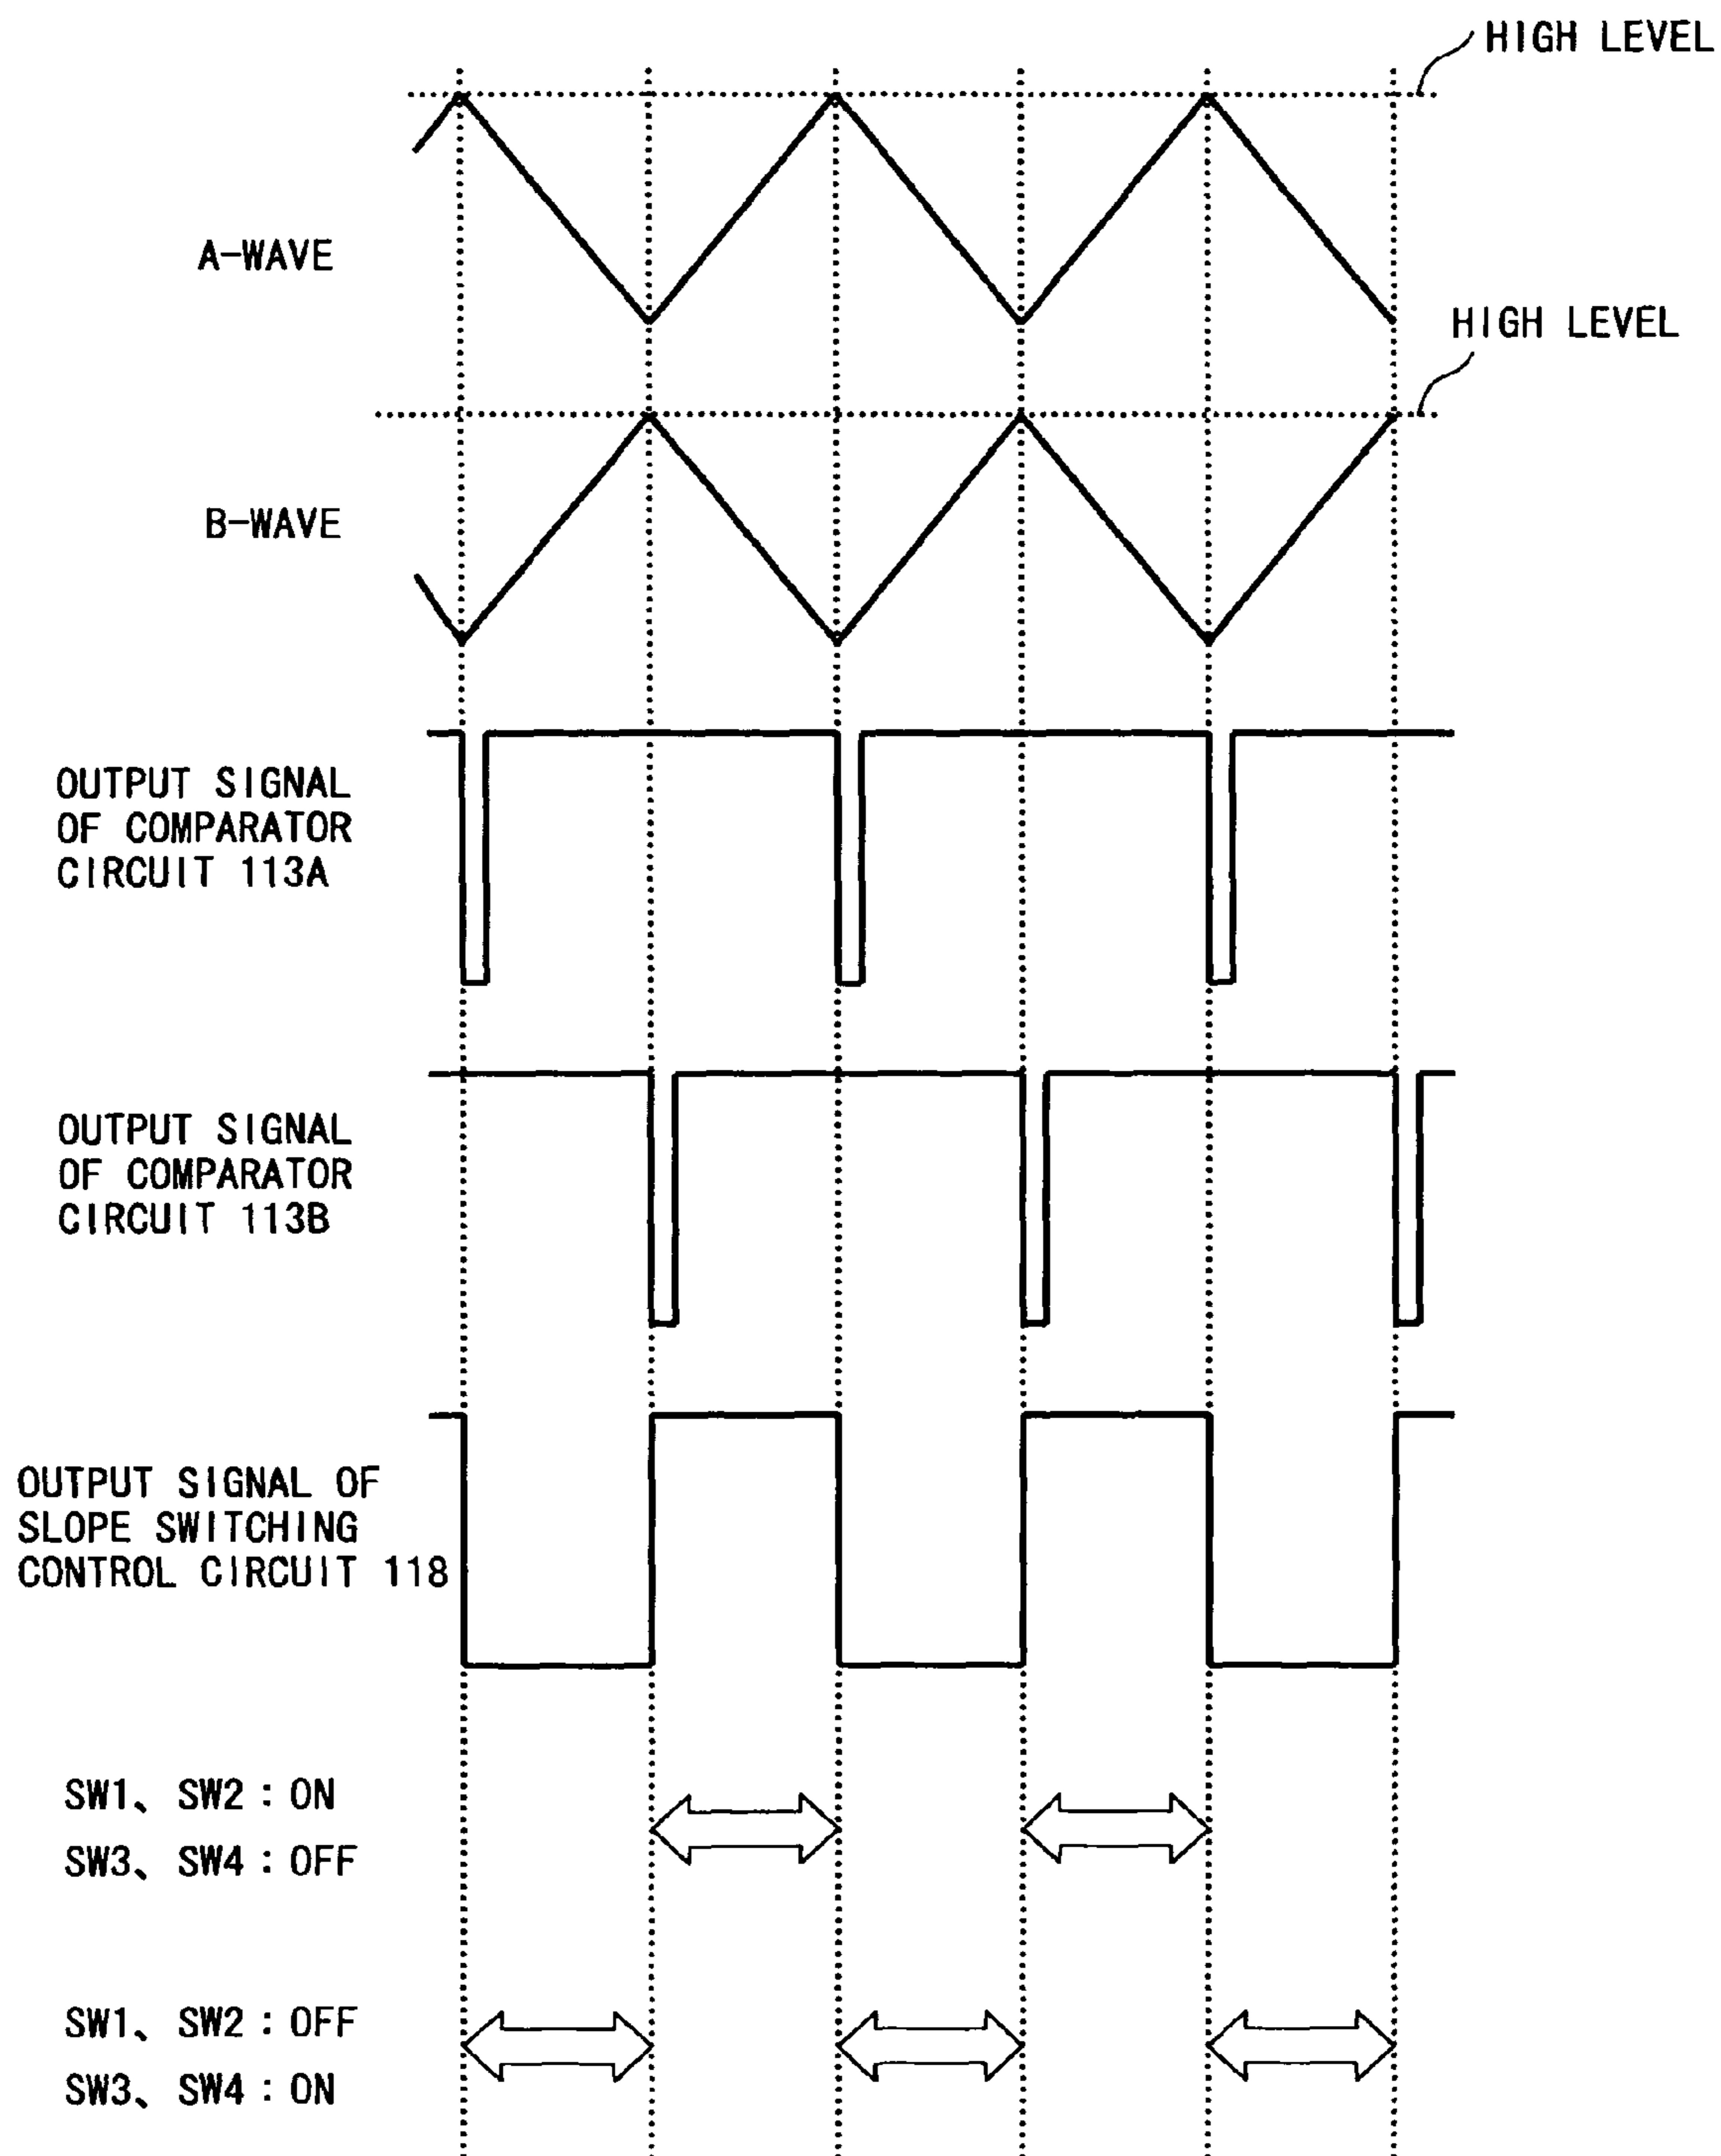 HIGH LEVEL
A-WAVE
HIGH LEVEL
B-WAVE
OUTPUT SIGNAL
OF COMPARATOR
CIRCUIT 113A
OUTPUT SIGNAL
OF COMPARATOR
CIRCUIT 113B
OUTPUT SIGNAL OF
SLOPE SWITCHING
CONTROL CIRCUIT 118
SW1、SW2:ON
SW3、SW4:OFF
SW1、SW2:OFF
SW3、SW4:ON